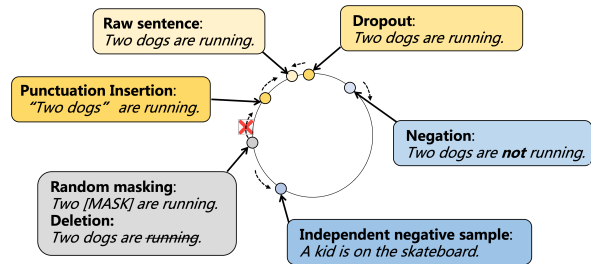 Raw sentence:
Two dogs are running.
Dropout:
Two dogs are running.
Punctuation Insertion:
“Two dogs” are running.
Negation:
Two dogs are not running.
Random masking:
Two [MASK] are running.
Deletion:
Two dogs are running.
Independent negative sample:
A kid is on the skateboard.